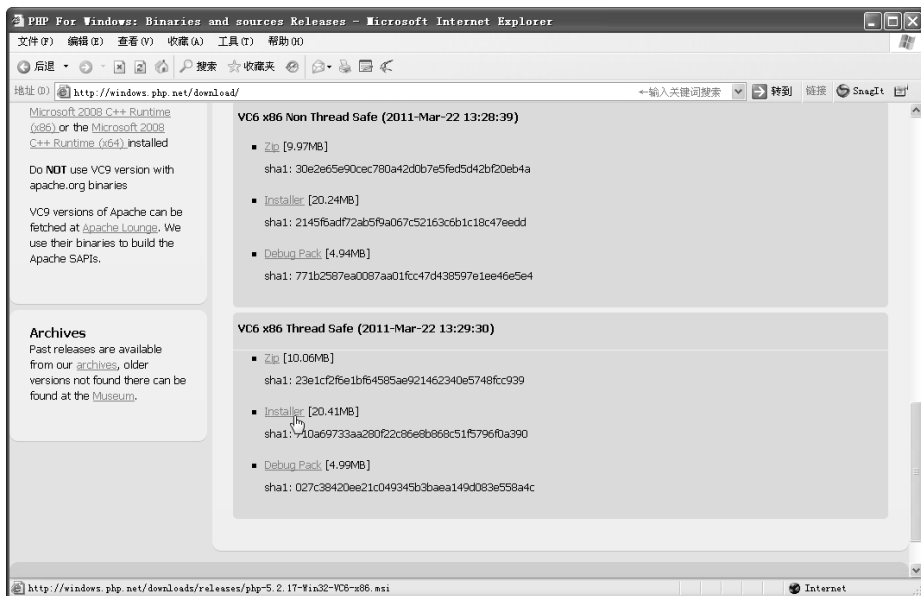 PHP For Windows: Binaries and sources Releases - Microsoft Internet Explorer
文件(F) 编辑(E) 查看(V) 收藏(A) 工具(T) 帮助(H)
后退 搜索 收藏夹
地址(D) http://windows.php.net/download/ ←输入关键词搜索 转到 链接 SnagIt
Microsoft 2008 C++ Runtime
(x86) or the Microsoft 2008
C++ Runtime (x64) installed
Do NOT use VC9 version with
apache.org binaries
VC9 versions of Apache can be
fetched at Apache Lounge. We
use their binaries to build the
Apache SAPIs.
Archives
Past releases are available
from our archives, older
versions not found there can be
found at the Museum.
VC6 x86 Non Thread Safe (2011-Mar-22 13:28:39)
Zip [9.97MB]
sha1: 30e2e65e90cec780a42d0b7e5fed5d42bf20eb4a
Installer [20.24MB]
sha1: 2145f6adf72ab5f9a067c52163c6b1c18c47eedd
Debug Pack [4.94MB]
sha1: 771b2587ea0087aa01fcc47d438597e1ee46e5e4
VC6 x86 Thread Safe (2011-Mar-22 13:29:30)
Zip [10.06MB]
sha1: 23e1cf2f6e1bf64585ae921462340e5748fcc939
Installer [20.41MB]
sha1: 710a69733aa280f22c86e8b868c51f5796f0a390
Debug Pack [4.99MB]
sha1: 027c38420ee21c049345b3baea149d083e558a4c
http://windows.php.net/downloads/releases/php-5.2.17-Win32-VC6-x86.msi Internet